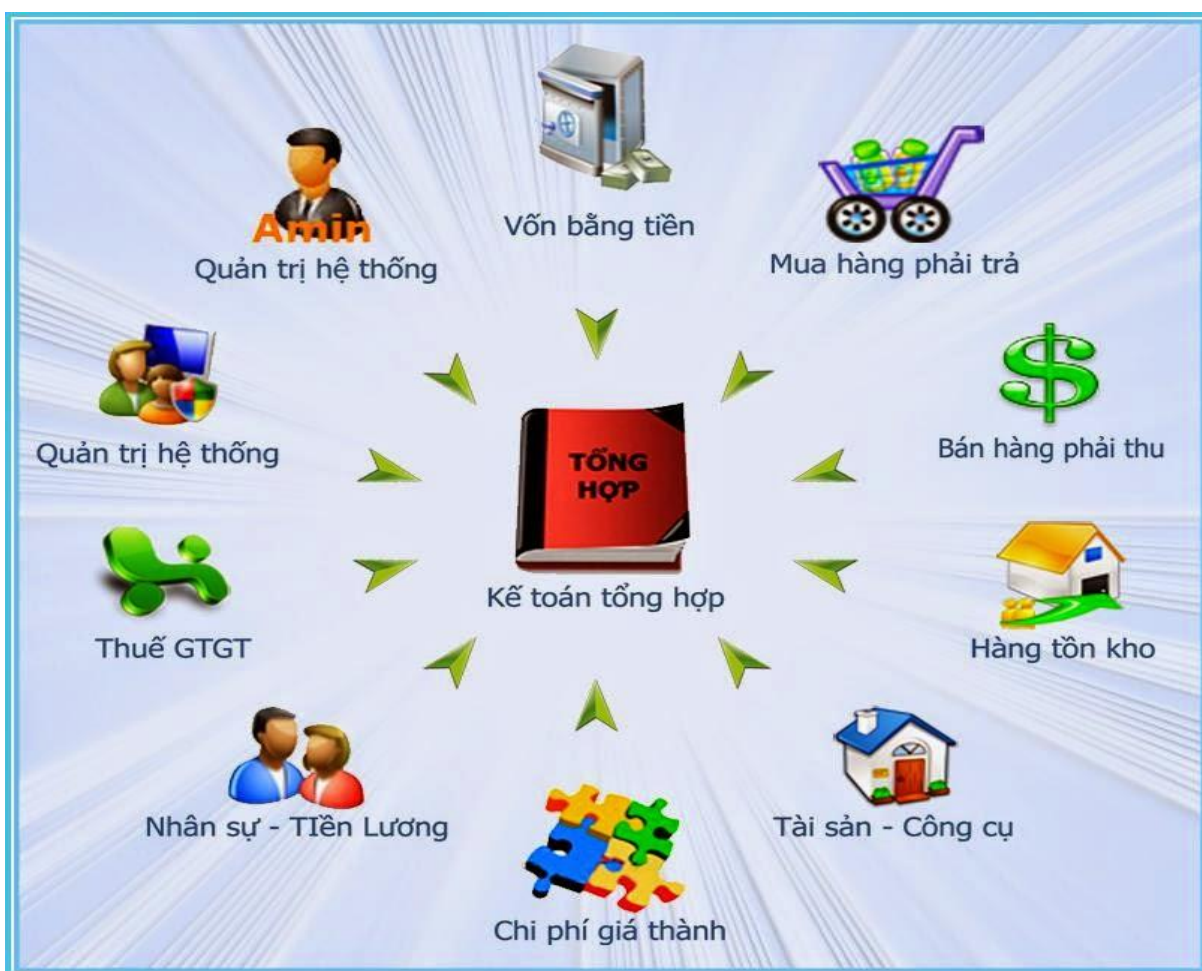 Vốn bằng tiền
Amin
Quản trị hệ thống
Mua hàng phải trả
Quản trị hệ thống
Bán hàng phải thu
TỔNG
HỢP
Kế toán tổng hợp
Thuế GTGT
Hàng tồn kho
Nhân sự - TIền Lương
Tài sản - Công cụ
Chi phí giá thành